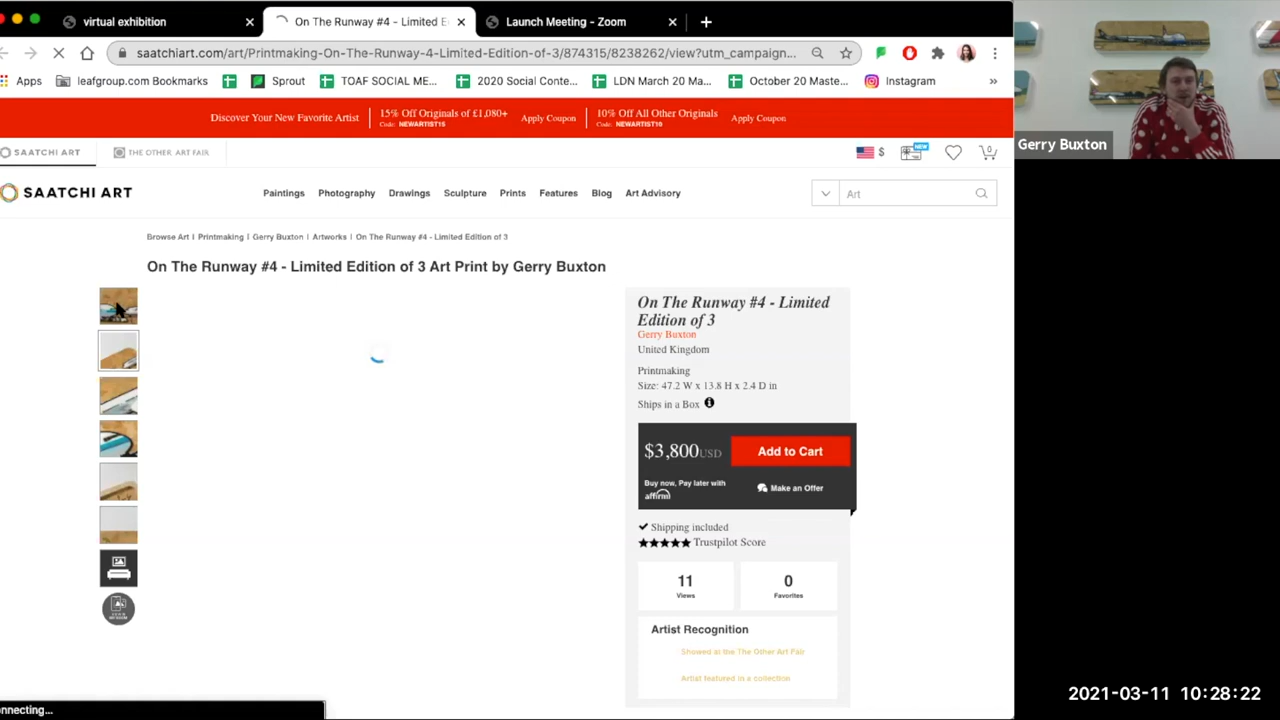 virtual exhibition
On The Runway #4 - Limited E
Launch Meeting - Zoom
saatchiart.com/art/Printmaking-On-The-Runway-4-Limited-Edition-of-3/874315/8238262/view?utm_campaign...
Apps
leafgroup.com Bookmarks
Sprout
TOAF SOCIAL ME...
2020 Social Conte...
LDN March 20 Ma...
October 20 Maste...
Instagram
»
Discover Your New Favorite Artist
15% Off Originals of £1,080+
Code: NEWARTIST15
Apply Coupon
10% Off All Other Originals
Code: NEWARTIST10
Apply Coupon
SAATCHI ART
THE OTHER ART FAIR
$
NEW
0
SAATCHI ART
Paintings
Photography
Drawings
Sculpture
Prints
Features
Blog
Art Advisory
Art
Browse Art | Printmaking | Gerry Buxton | Artworks | On The Runway #4 - Limited Edition of 3
On The Runway #4 - Limited Edition of 3 Art Print by Gerry Buxton
On The Runway #4 - Limited
Edition of 3
Gerry Buxton
United Kingdom
Printmaking
Size: 47.2 W x 13.8 H x 2.4 D in
Ships in a Box
$3,800USD
Add to Cart
Buy now, Pay later with
affirm
Make an Offer
Shipping included
Trustpilot Score
11
Views
0
Favorites
Artist Recognition
Showed at the The Other Art Fair
Artist featured in a collection
onnecting...
Gerry Buxton
2021-03-11 10:28:22